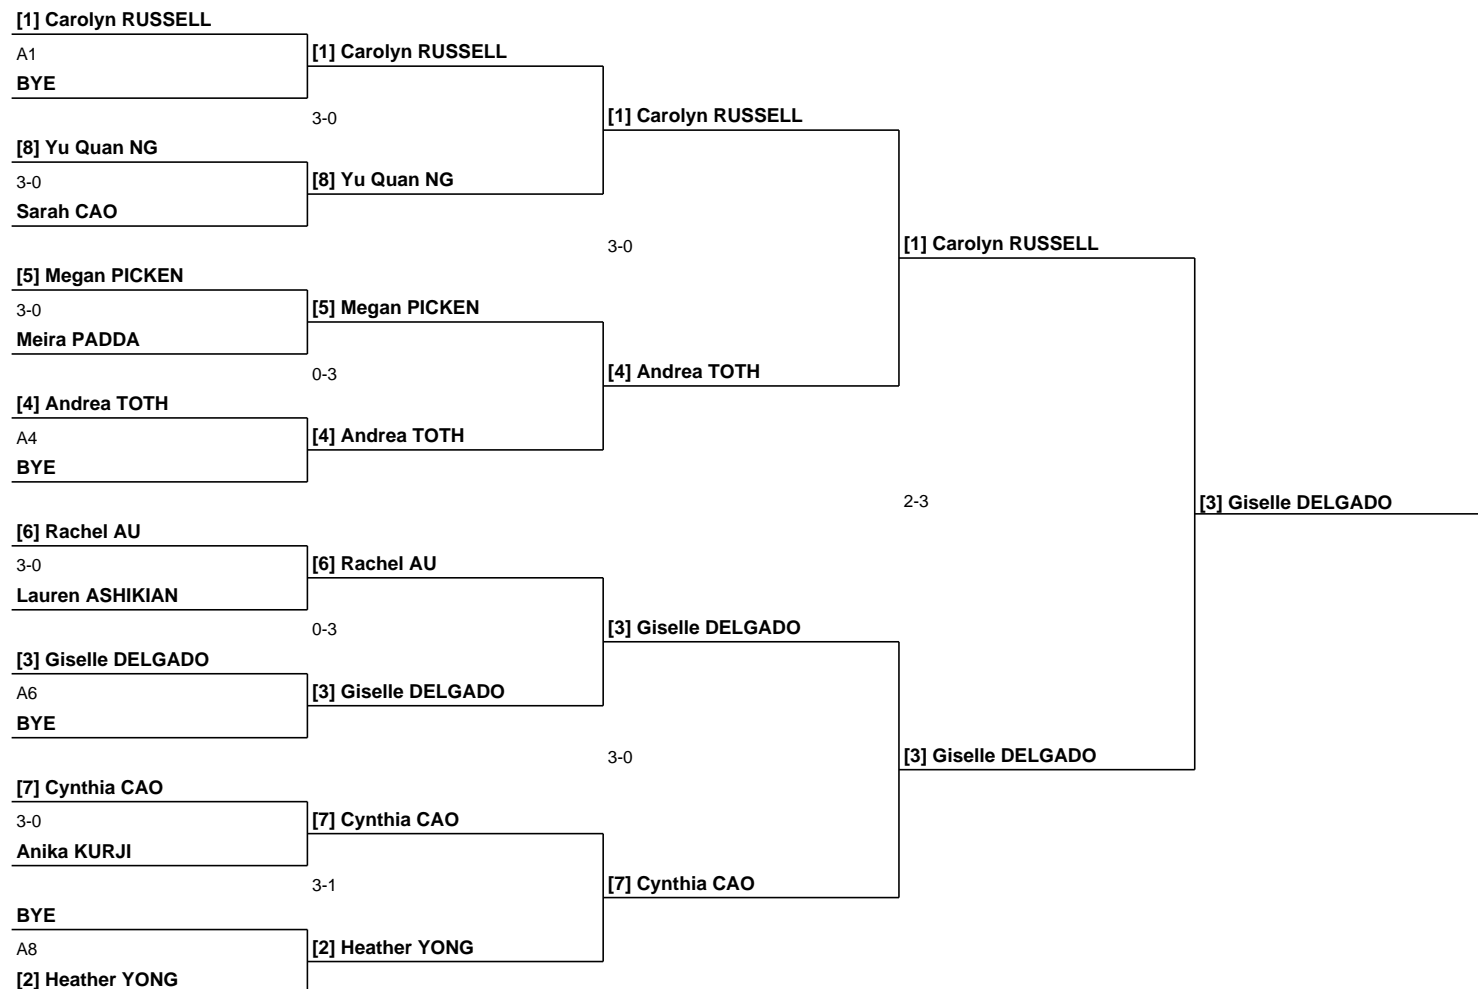 [1] Carolyn RUSSELL
A1
BYE
[8] Yu Quan NG
3-0
Sarah CAO
[5] Megan PICKEN
3-0
Meira PADDA
[4] Andrea TOTH
A4
BYE
[6] Rachel AU
3-0
Lauren ASHIKIAN
[3] Giselle DELGADO
A6
BYE
[7] Cynthia CAO
3-0
Anika KURJI
BYE
A8
[2] Heather YONG
[1] Carolyn RUSSELL
3-0
[8] Yu Quan NG
[5] Megan PICKEN
0-3
[4] Andrea TOTH
[6] Rachel AU
0-3
[3] Giselle DELGADO
[7] Cynthia CAO
3-1
[2] Heather YONG
[1] Carolyn RUSSELL
3-0
[4] Andrea TOTH
[3] Giselle DELGADO
3-0
[7] Cynthia CAO
[1] Carolyn RUSSELL
2-3
[3] Giselle DELGADO
[3] Giselle DELGADO